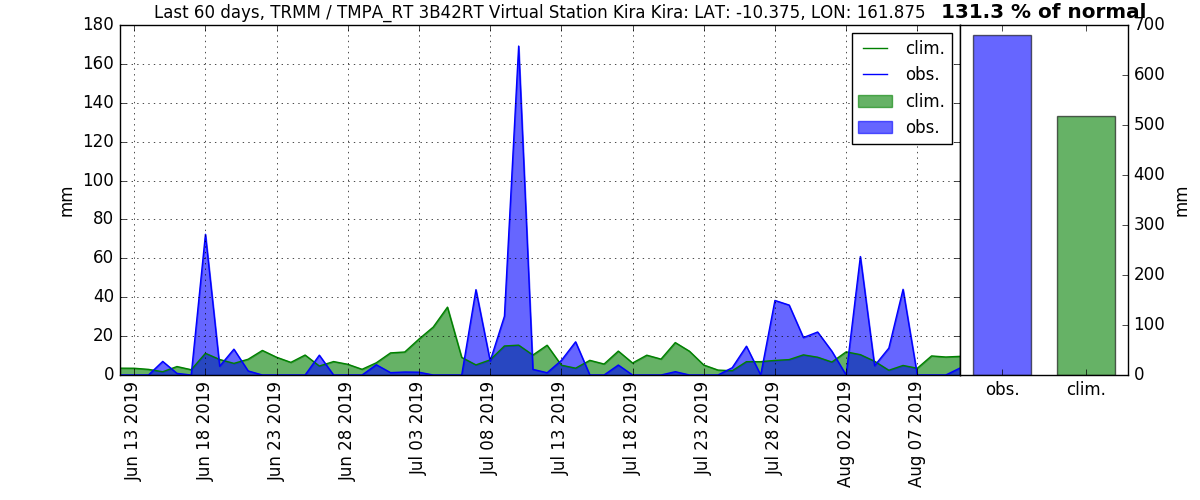 Last 60 days, TRMM / TMPA_RT 3B42RT Virtual Station Kira Kira: LAT: -10.375, LON: 161.875
131.3 % of normal
180
160
140
120
100
80
60
40
20
0
mm
clim.
obs.
clim.
obs.
Jun 13 2019
Jun 18 2019
Jun 23 2019
Jun 28 2019
Jul 03 2019
Jul 08 2019
Jul 13 2019
Jul 18 2019
Jul 23 2019
Jul 28 2019
Aug 02 2019
Aug 07 2019
700
600
500
400
300
200
100
0
mm
obs.
clim.